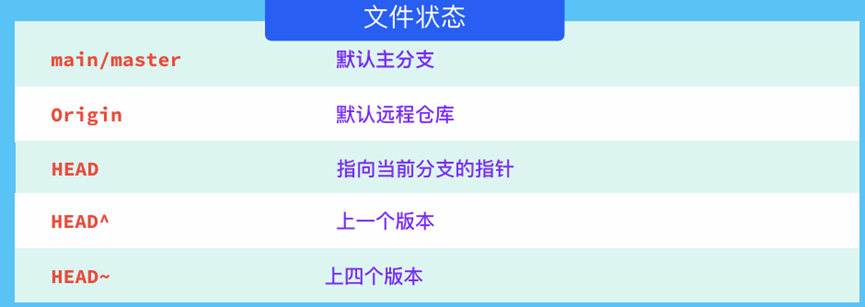 文件状态
main/master 默认主分支
Origin 默认远程仓库
HEAD 指向当前分支的指针
HEAD^ 上一个版本
HEAD~ 上四个版本